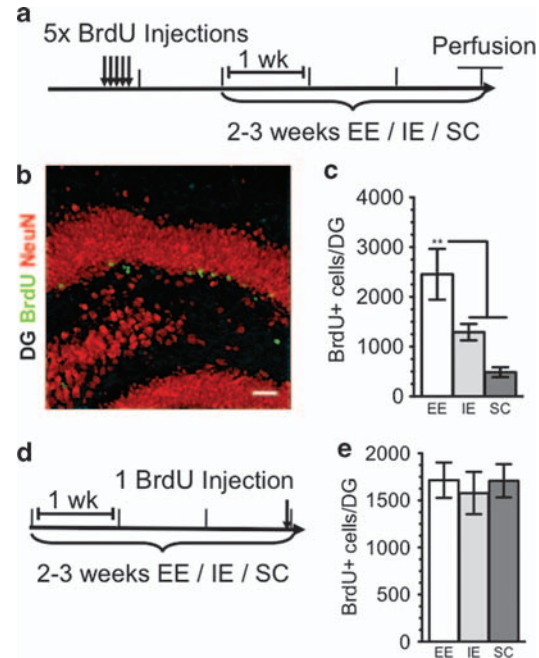 a
5x BrdU Injections
Perfusion
1 wk
2-3 weeks EE / IE / SC
b
DG BrdU NeuN
c
BrdU+ cells/DG
4000
3000
2000
1000
0
**
EE IE SC
d
1 BrdU Injection
1 wk
2-3 weeks EE / IE / SC
e
BrdU+ cells/DG
2000
1500
1000
500
0
EE IE SC